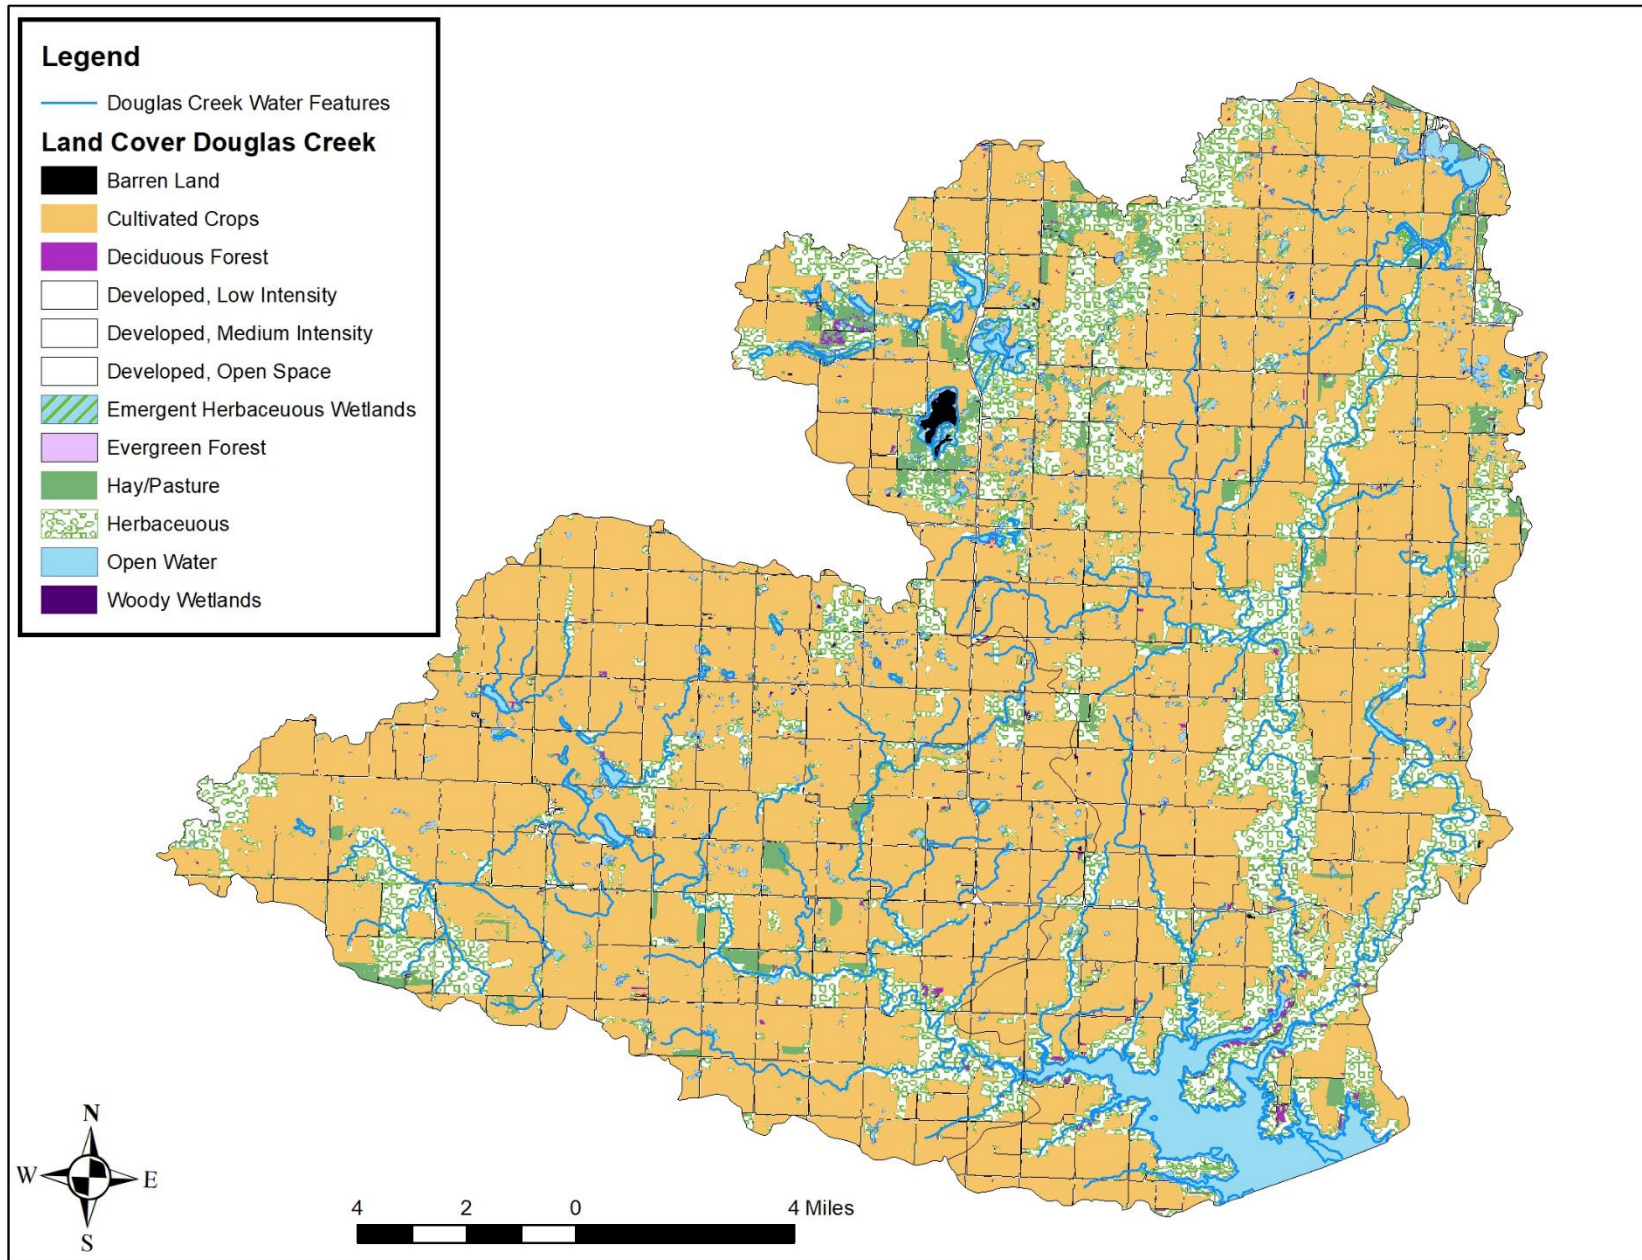 Legend
Douglas Creek Water Features
Land Cover Douglas Creek
Barren Land
Cultivated Crops
Deciduous Forest
Developed, Low Intensity
Developed, Medium Intensity
Developed, Open Space
Emergent Herbaceuous Wetlands
Evergreen Forest
Hay/Pasture
Herbaceuous
Open Water
Woody Wetlands
N
W E
S
4 2 0 4 Miles